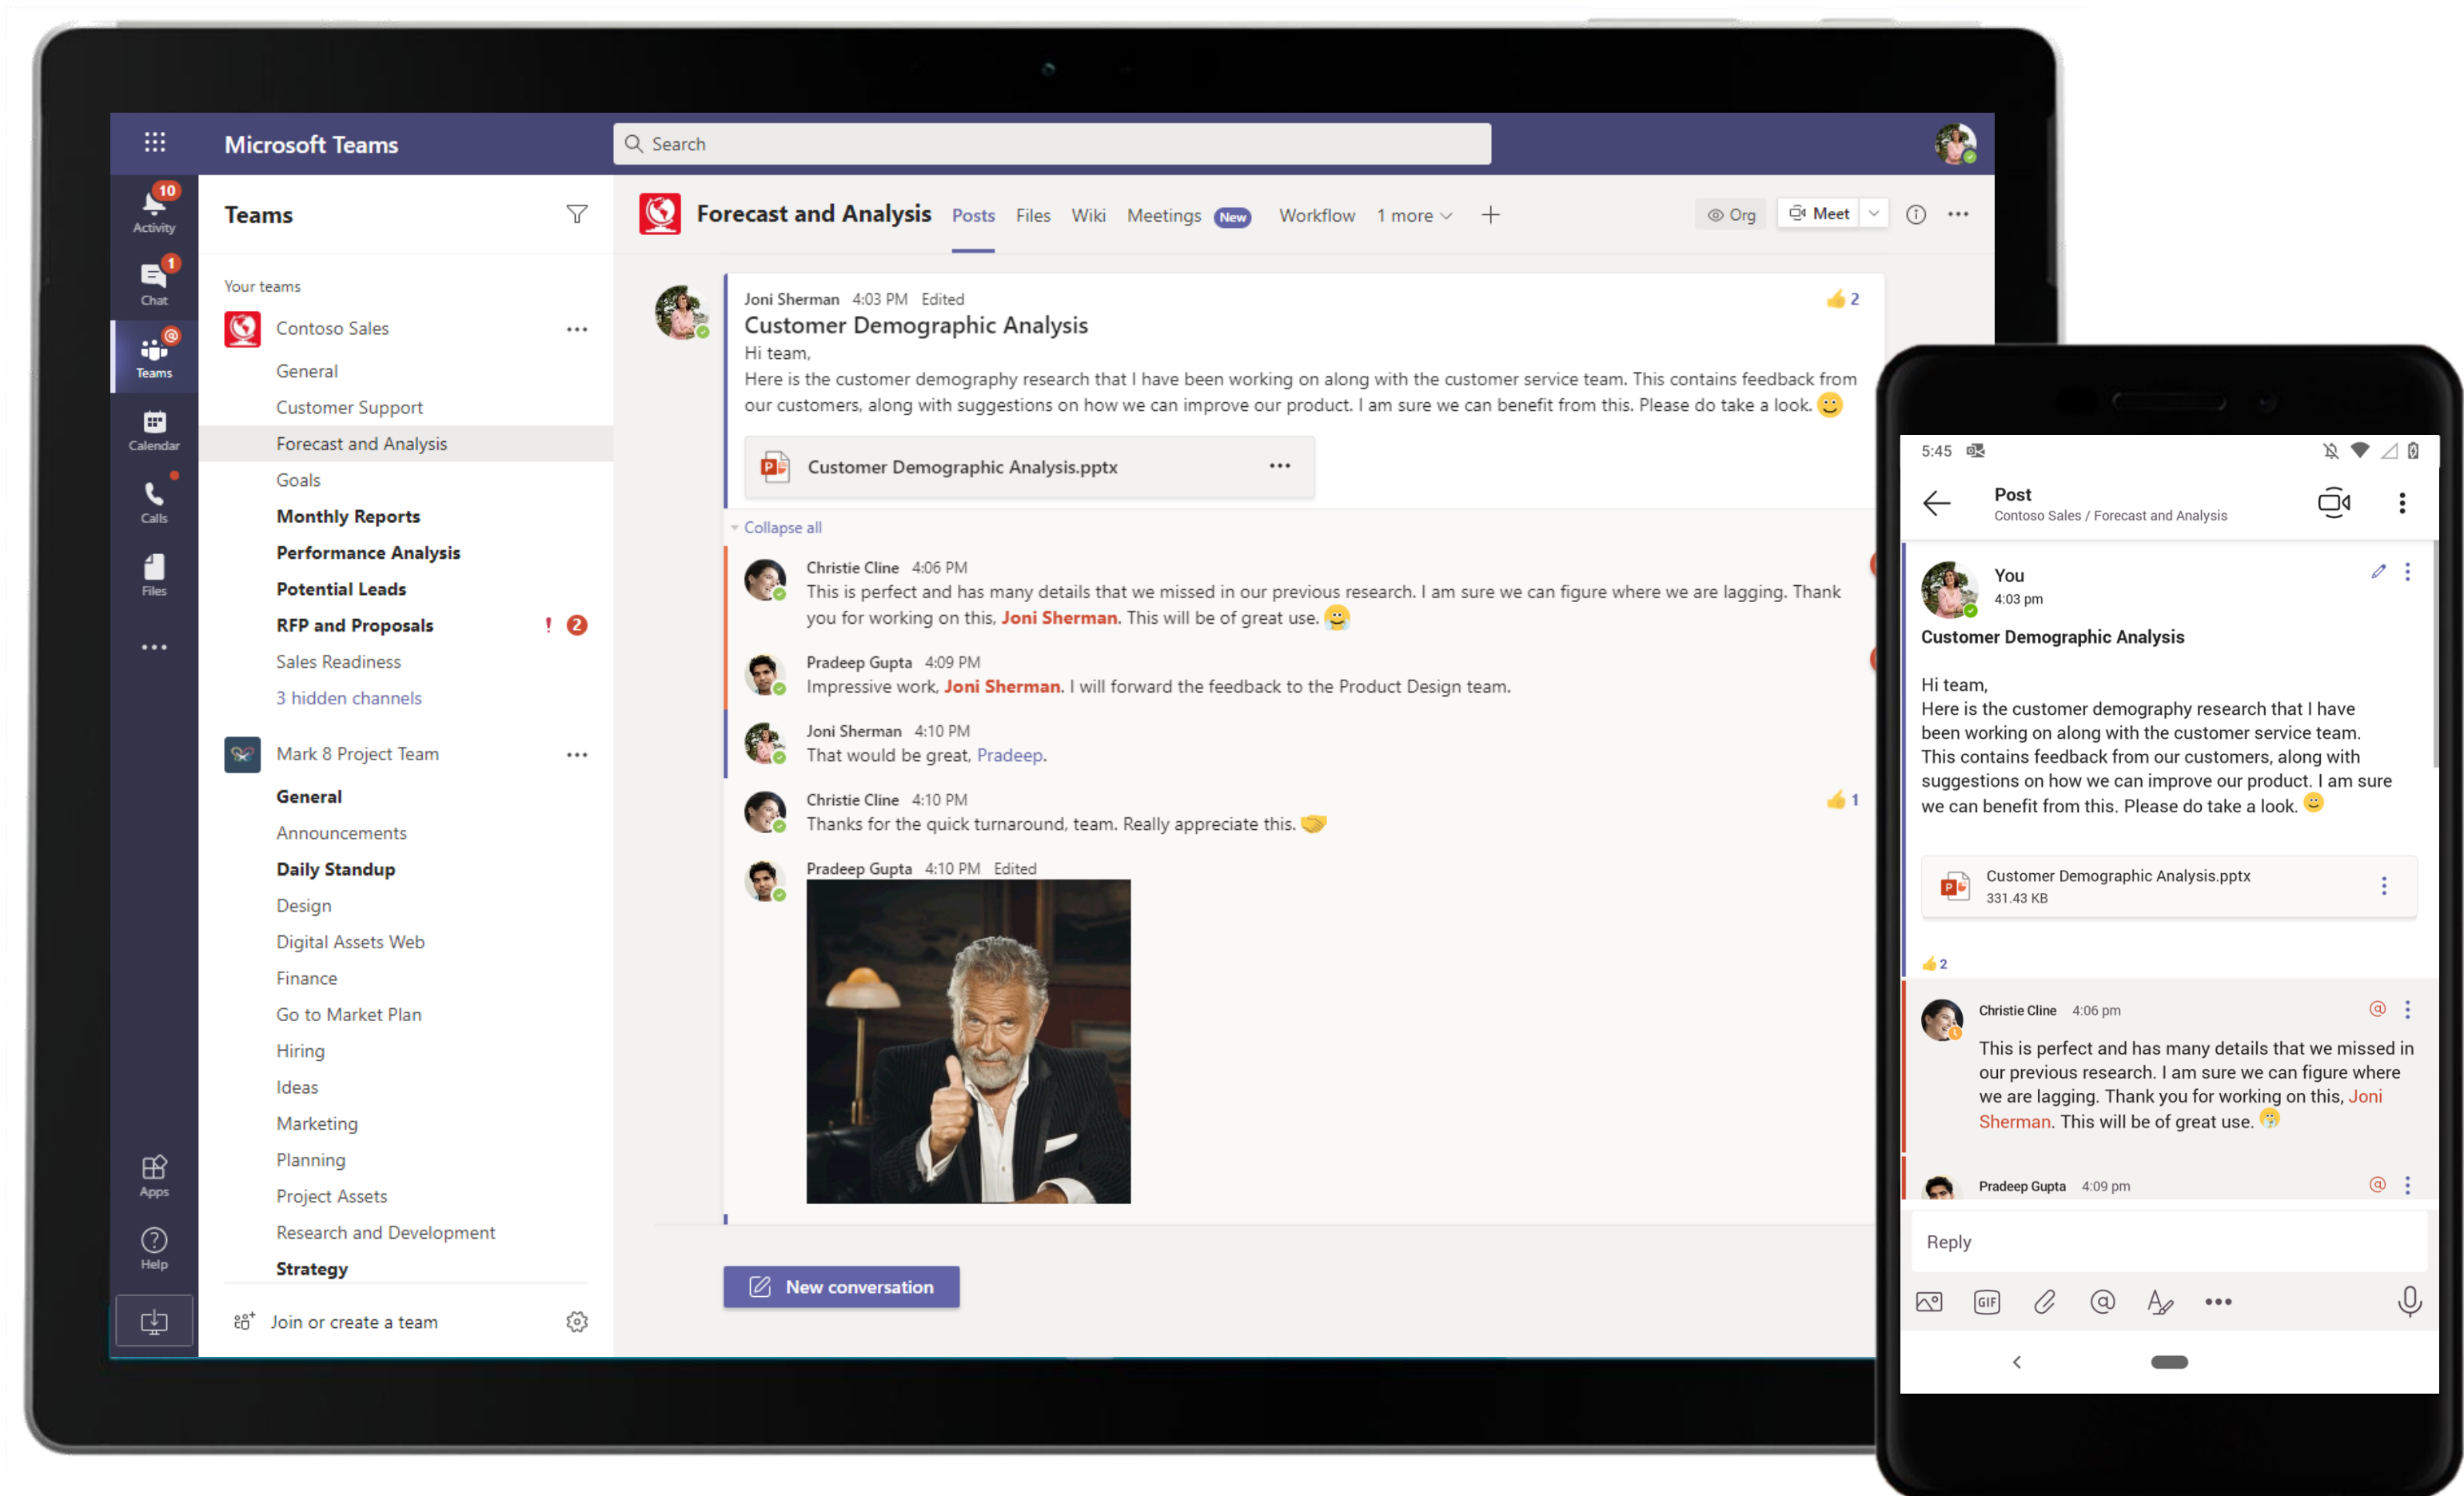 Microsoft Teams
Search
10
Activity
1
Chat
@
Teams
Calendar
Calls
Files
Apps
Help
Teams
Your teams
Contoso Sales
General
Customer Support
Forecast and Analysis
Goals
Monthly Reports
Performance Analysis
Potential Leads
RFP and Proposals ! 2
Sales Readiness
3 hidden channels
Mark 8 Project Team
General
Announcements
Daily Standup
Design
Digital Assets Web
Finance
Go to Market Plan
Hiring
Ideas
Marketing
Planning
Project Assets
Research and Development
Strategy
Join or create a team
Forecast and Analysis Posts Files Wiki Meetings New Workflow 1 more Org Meet
Joni Sherman 4:03 PM Edited 2
Customer Demographic Analysis
Hi team,
Here is the customer demography research that I have been working on along with the customer service team. This contains feedback from
our customers, along with suggestions on how we can improve our product. I am sure we can benefit from this. Please do take a look.
P Customer Demographic Analysis.pptx
Collapse all
Christie Cline 4:06 PM
This is perfect and has many details that we missed in our previous research. I am sure we can figure where we are lagging. Thank
you for working on this, Joni Sherman. This will be of great use.
Pradeep Gupta 4:09 PM
Impressive work, Joni Sherman. I will forward the feedback to the Product Design team.
Joni Sherman 4:10 PM
That would be great, Pradeep.
Christie Cline 4:10 PM 1
Thanks for the quick turnaround, team. Really appreciate this.
Pradeep Gupta 4:10 PM Edited
New conversation
5:45
Post
Contoso Sales / Forecast and Analysis
You
4:03 pm
Customer Demographic Analysis
Hi team,
Here is the customer demography research that I have
been working on along with the customer service team.
This contains feedback from our customers, along with
suggestions on how we can improve our product. I am sure
we can benefit from this. Please do take a look.
P Customer Demographic Analysis.pptx
331.43 KB
2
Christie Cline 4:06 pm @
This is perfect and has many details that we missed in
our previous research. I am sure we can figure where
we are lagging. Thank you for working on this, Joni
Sherman. This will be of great use.
Pradeep Gupta 4:09 pm @
Reply
GIF @ A